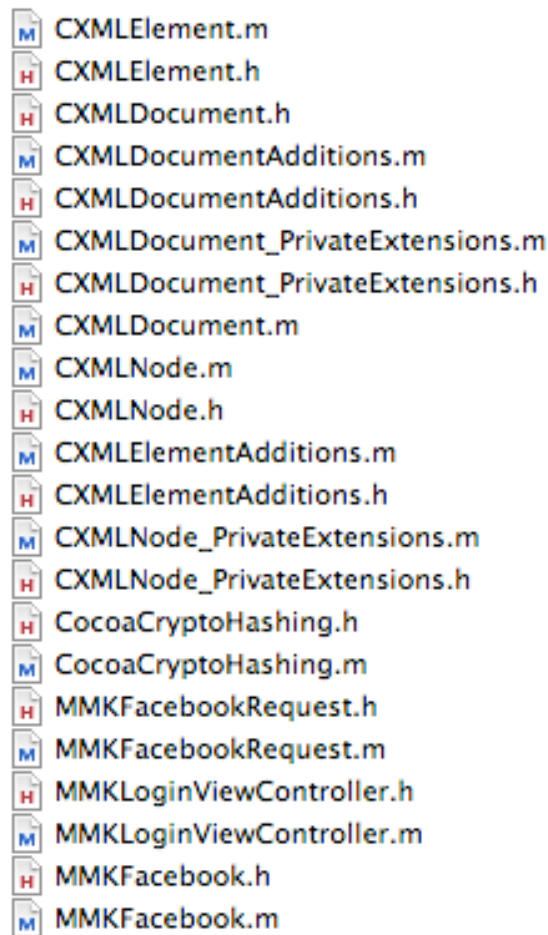 M CXMLElement.m
H CXMLElement.h
H CXMLDocument.h
M CXMLDocumentAdditions.m
H CXMLDocumentAdditions.h
M CXMLDocument_PrivateExtensions.m
H CXMLDocument_PrivateExtensions.h
M CXMLDocument.m
M CXMLNode.m
H CXMLNode.h
M CXMLElementAdditions.m
H CXMLElementAdditions.h
M CXMLNode_PrivateExtensions.m
H CXMLNode_PrivateExtensions.h
H CocoaCryptoHashing.h
M CocoaCryptoHashing.m
H MMKFacebookRequest.h
M MMKFacebookRequest.m
H MMKLoginViewController.h
M MMKLoginViewController.m
H MMKFacebook.h
M MMKFacebook.m